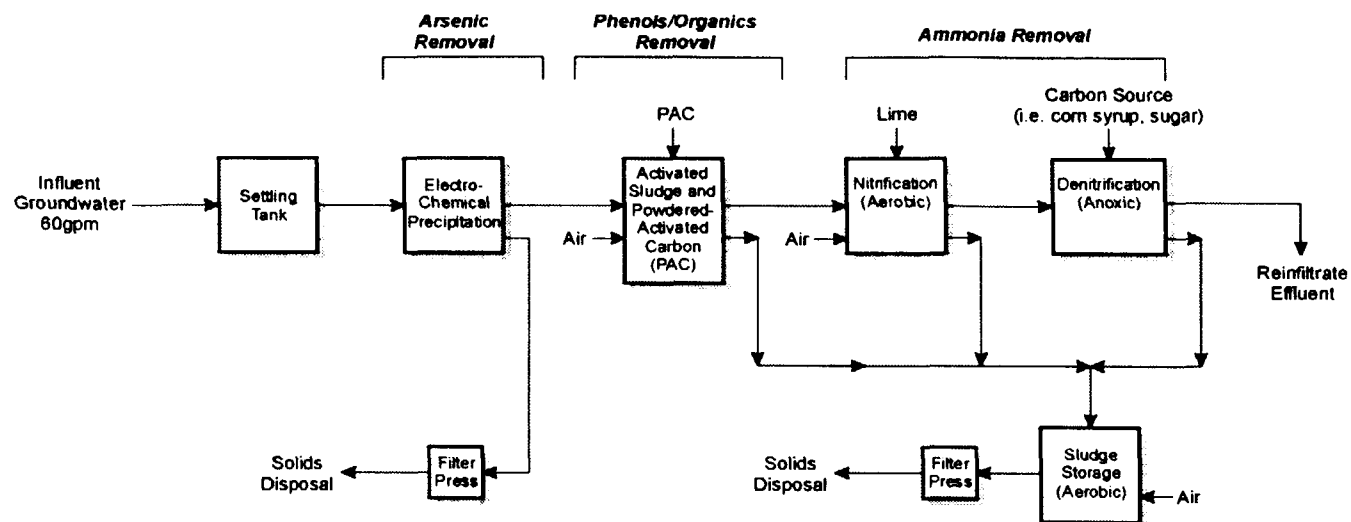 Arsenic
Removal
Phenols/Organics
Removal
Ammonia Removal
PAC
Lime
Carbon Source
(i.e. corn syrup, sugar)
Influent
Groundwater
60gpm
Settling
Tank
Electro-
Chemical
Precipitation
Activated
Sludge and
Powdered-
Activated
Carbon
(PAC)
Air
Nitrification
(Aerobic)
Air
Denitrification
(Anoxic)
Reinfiltrate
Effluent
Solids
Disposal
Filter
Press
Solids
Disposal
Filter
Press
Sludge
Storage
(Aerobic)
Air